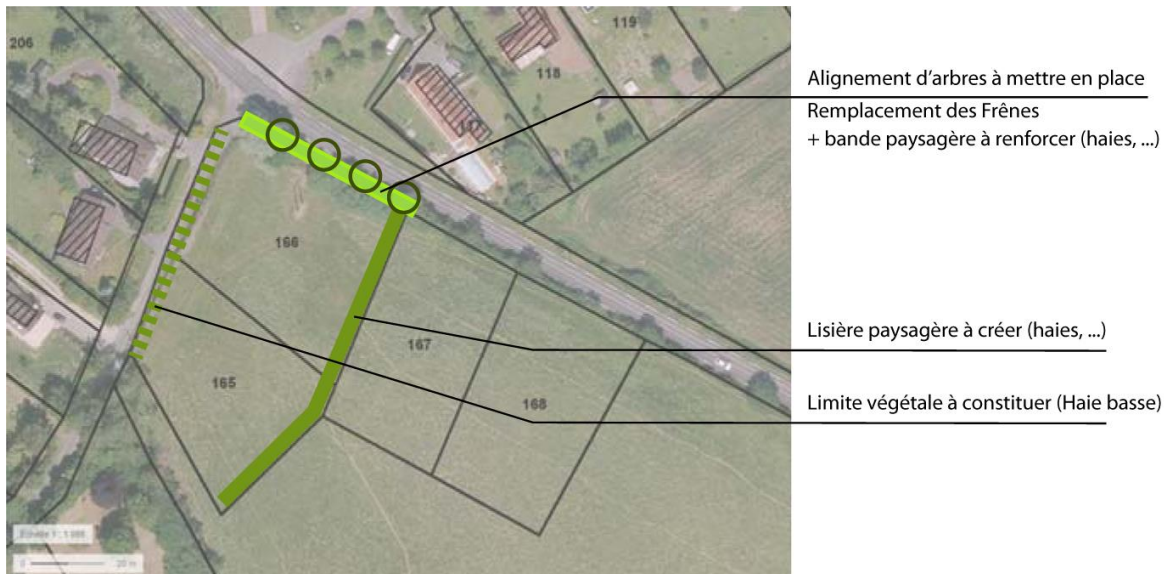 119
206
118
Alignement d'arbres à mettre en place
Remplacement des Frênes
+ bande paysagère à renforcer (haies, ...)
166
167
Lisière paysagère à créer (haies, ...)
165
168
Limite végétale à constituer (Haie basse)
0 20 m